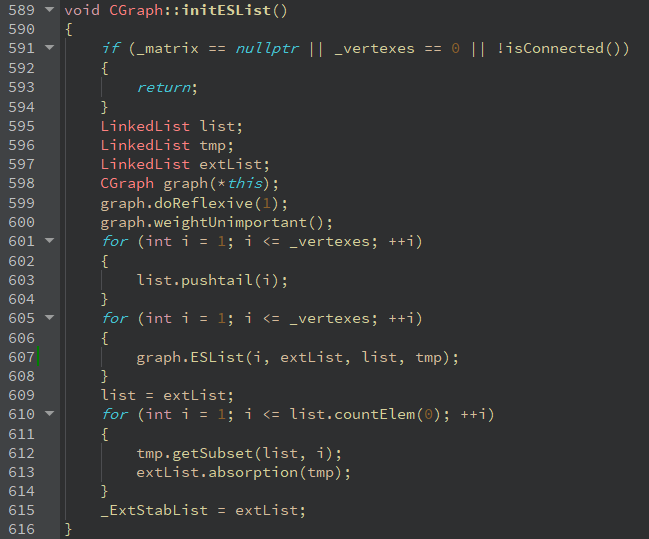 589 void CGraph::initESList()
590 {
591 if (_matrix == nullptr || _vertexes == 0 || !isConnected())
592 {
593 return;
594 }
595 LinkedList list;
596 LinkedList tmp;
597 LinkedList extList;
598 CGraph graph(*this);
599 graph.doReflexive(1);
600 graph.weightUnimportant();
601 for (int i = 1; i <= _vertexes; ++i)
602 {
603 list.pushtail(i);
604 }
605 for (int i = 1; i <= _vertexes; ++i)
606 {
607 graph.ESList(i, extList, list, tmp);
608 }
609 list = extList;
610 for (int i = 1; i <= list.countElem(0); ++i)
611 {
612 tmp.getSubset(list, i);
613 extList.absorption(tmp);
614 }
615 _ExtStabList = extList;
616 }